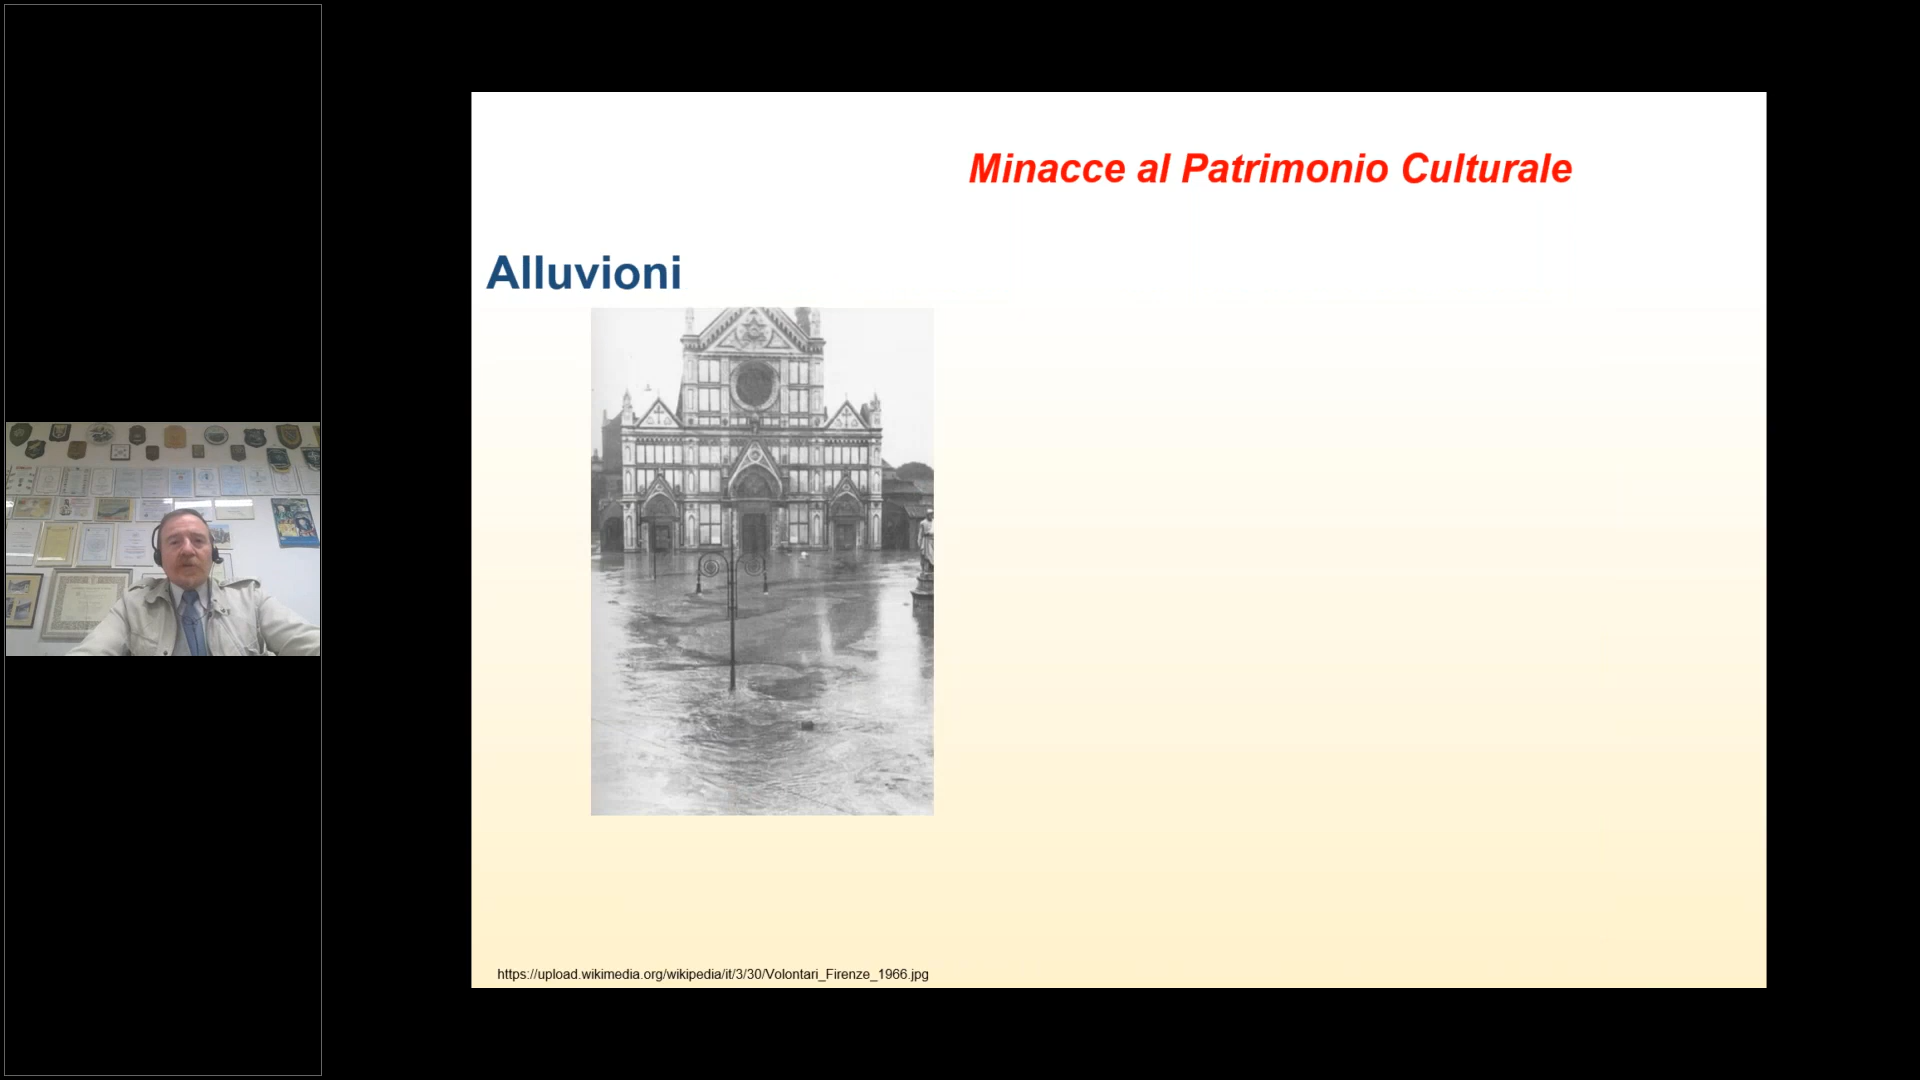 Minacce al Patrimonio Culturale
Alluvioni
https://upload.wikimedia.org/wikipedia/it/3/30/Volontari_Firenze_1966.jpg